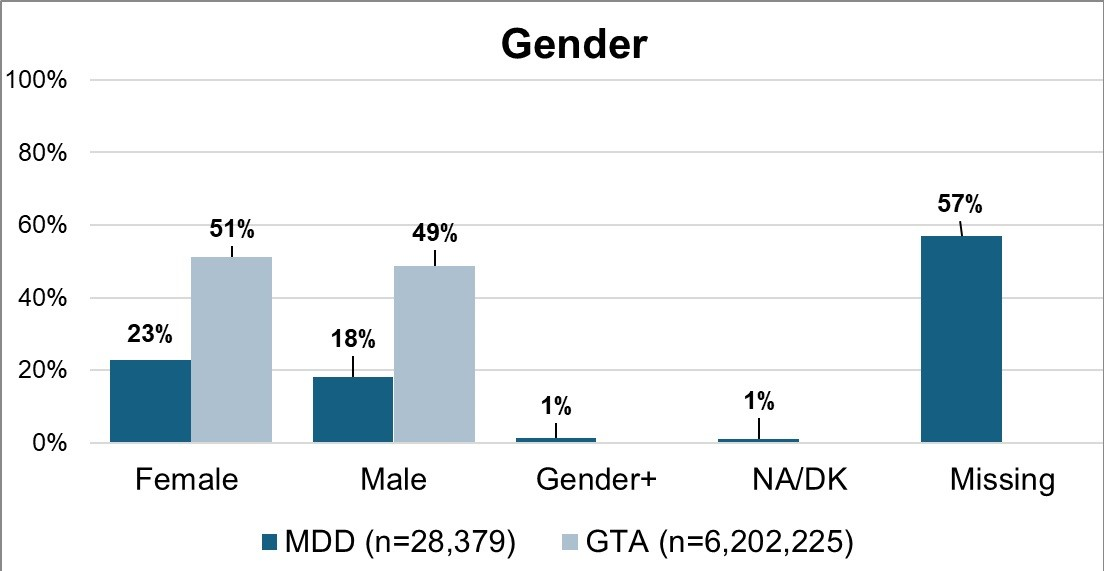 Gender
100%
80%
60%
40%
20%
0%
23%
51%
18%
49%
1%
1%
57%
Female
Male
Gender+
NA/DK
Missing
MDD (n=28,379)
GTA (n=6,202,225)